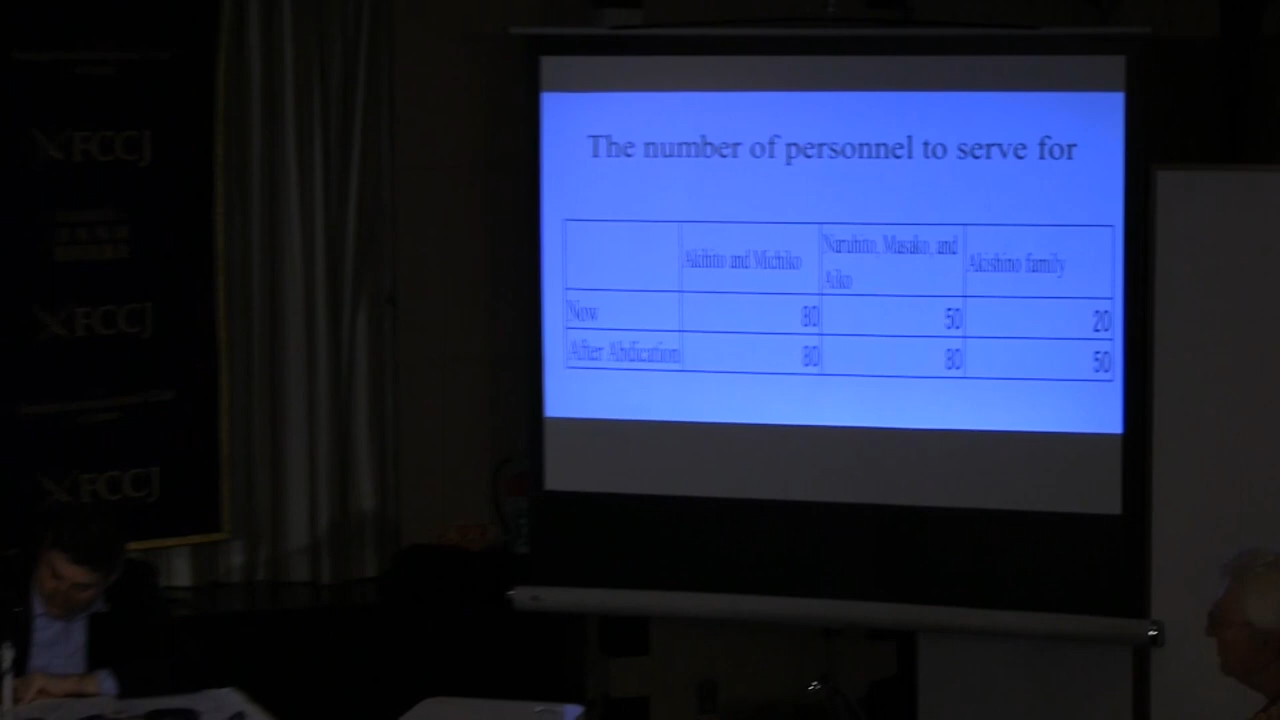 FCCJ
FCCJ
FCCJ
The number of personnel to serve for
Akihito and Michiko
Naruhito, Masako, and
Aiko
Akishino family
Now 80 50 20
After Abdication 80 80 50